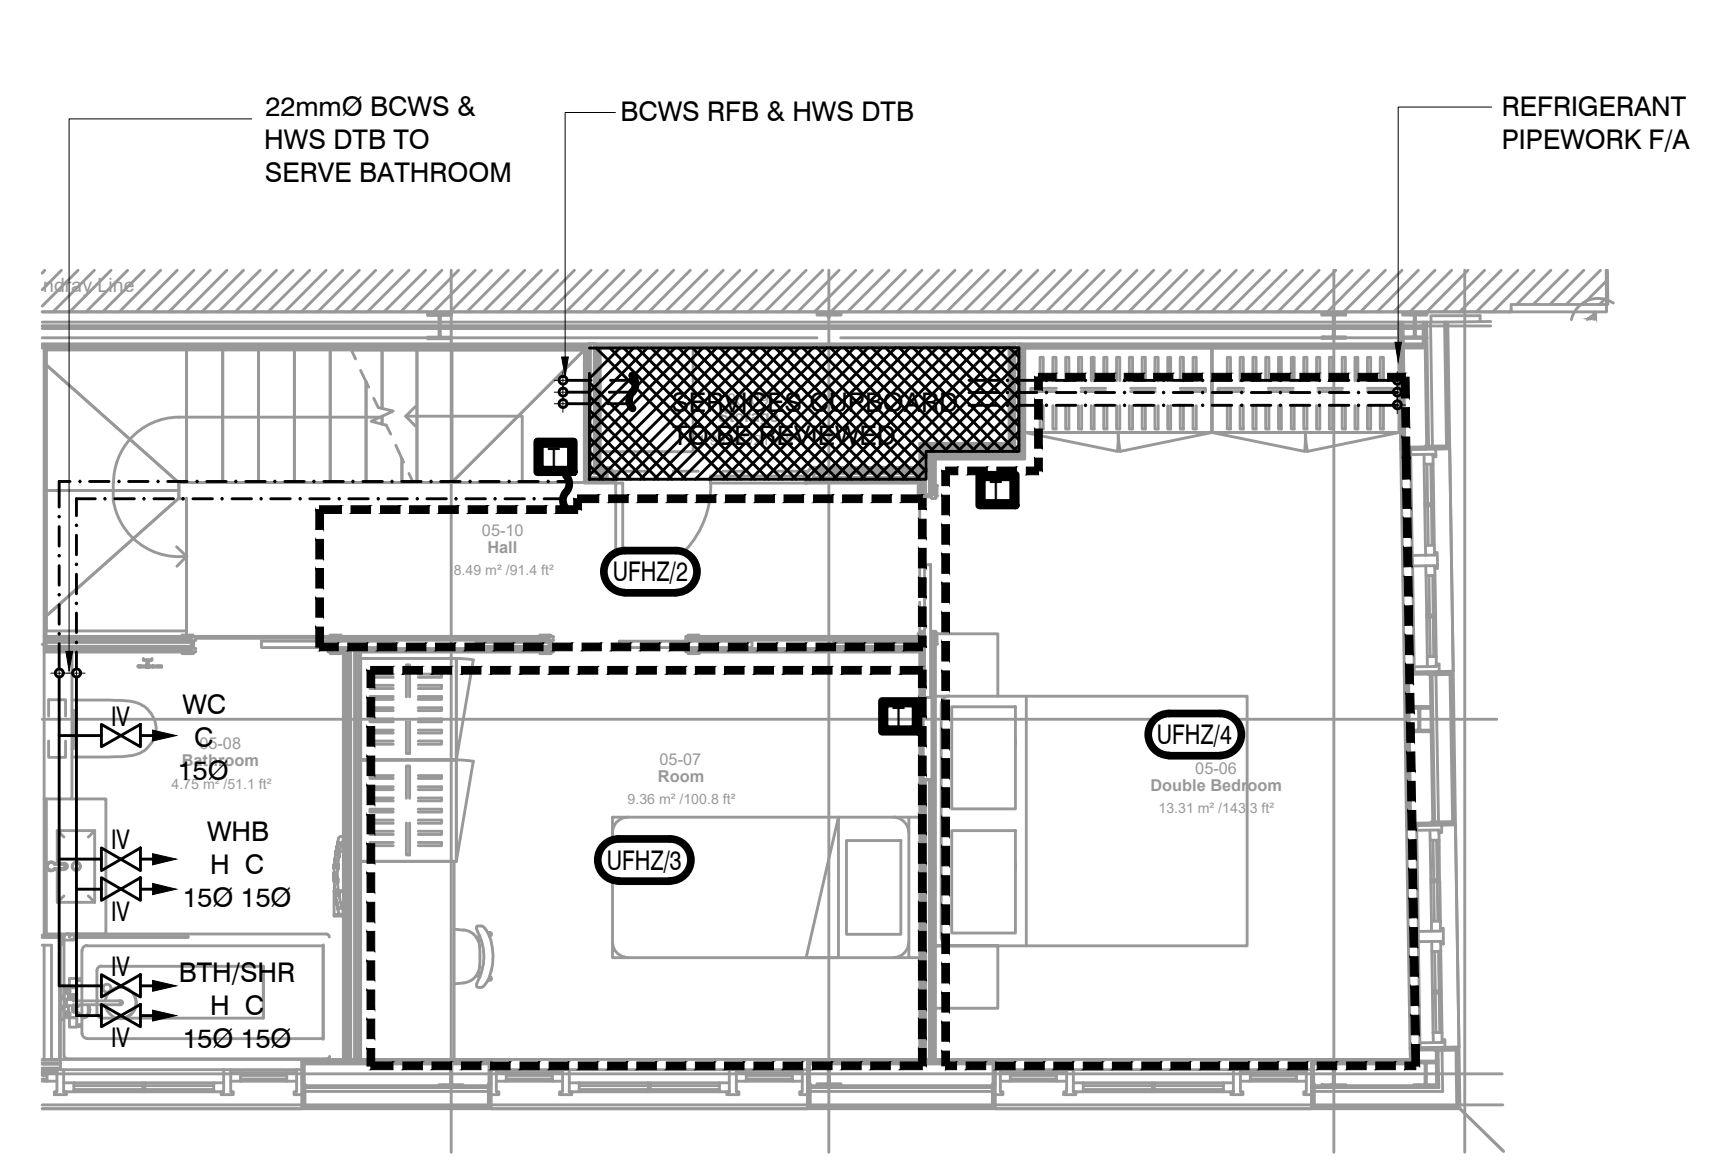 22mmØ BCWS &
HWS DTB TO
SERVE BATHROOM
BCWS RFB & HWS DTB
REFRIGERANT
PIPEWORK F/A
Line
SERVICES CUPBOARD
TO BE REVIEWED
05-10
Hall
8.49 m² /91.4 ft²
UFHZ/2
WC
C
15Ø
IV
05-08
Bathroom
4.75 m² /51.1 ft²
05-07
Room
9.36 m² /100.8 ft²
UFHZ/3
UFHZ/4
05-06
Double Bedroom
13.31 m² /143.3 ft²
IV
WHB
H C
15Ø 15Ø
IV
IV
BTH/SHR
H C
15Ø 15Ø
IV